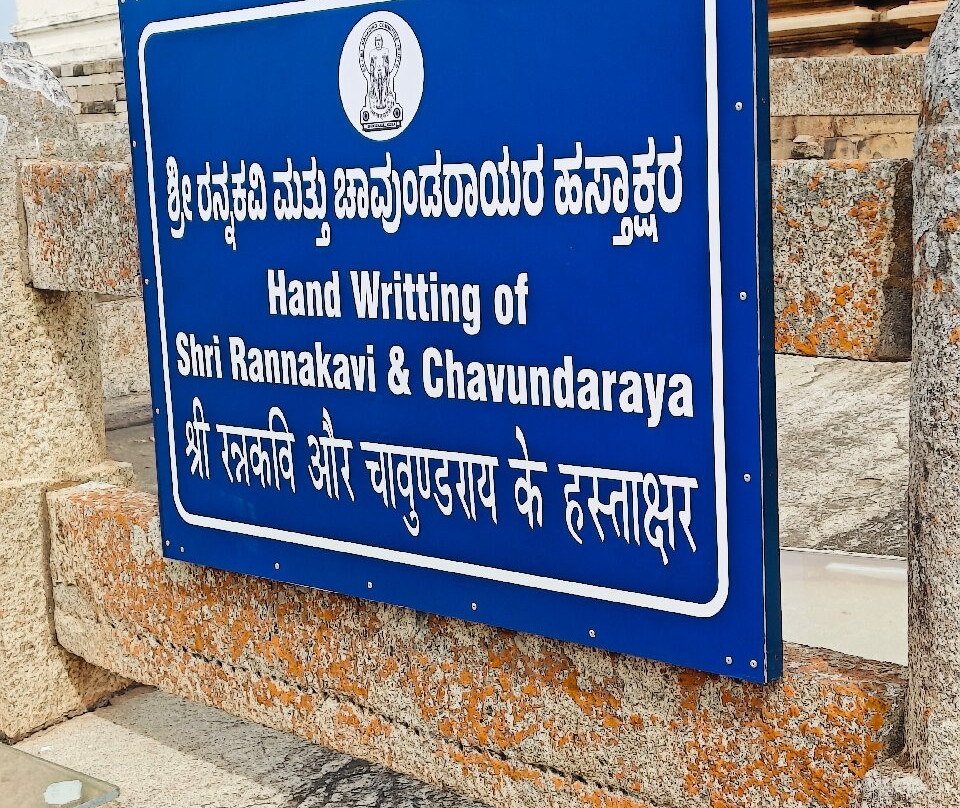 ಶ್ರೀ ರನ್ನಕವಿ ಮತ್ತು ಚಾವುಂಡರಾಯರ ಹಸ್ತಾಕ್ಷರ
Hand Writting of
Shri Rannakavi & Chavundaraya
श्री रन्नकवि और चावुण्डराय के हस्ताक्षर